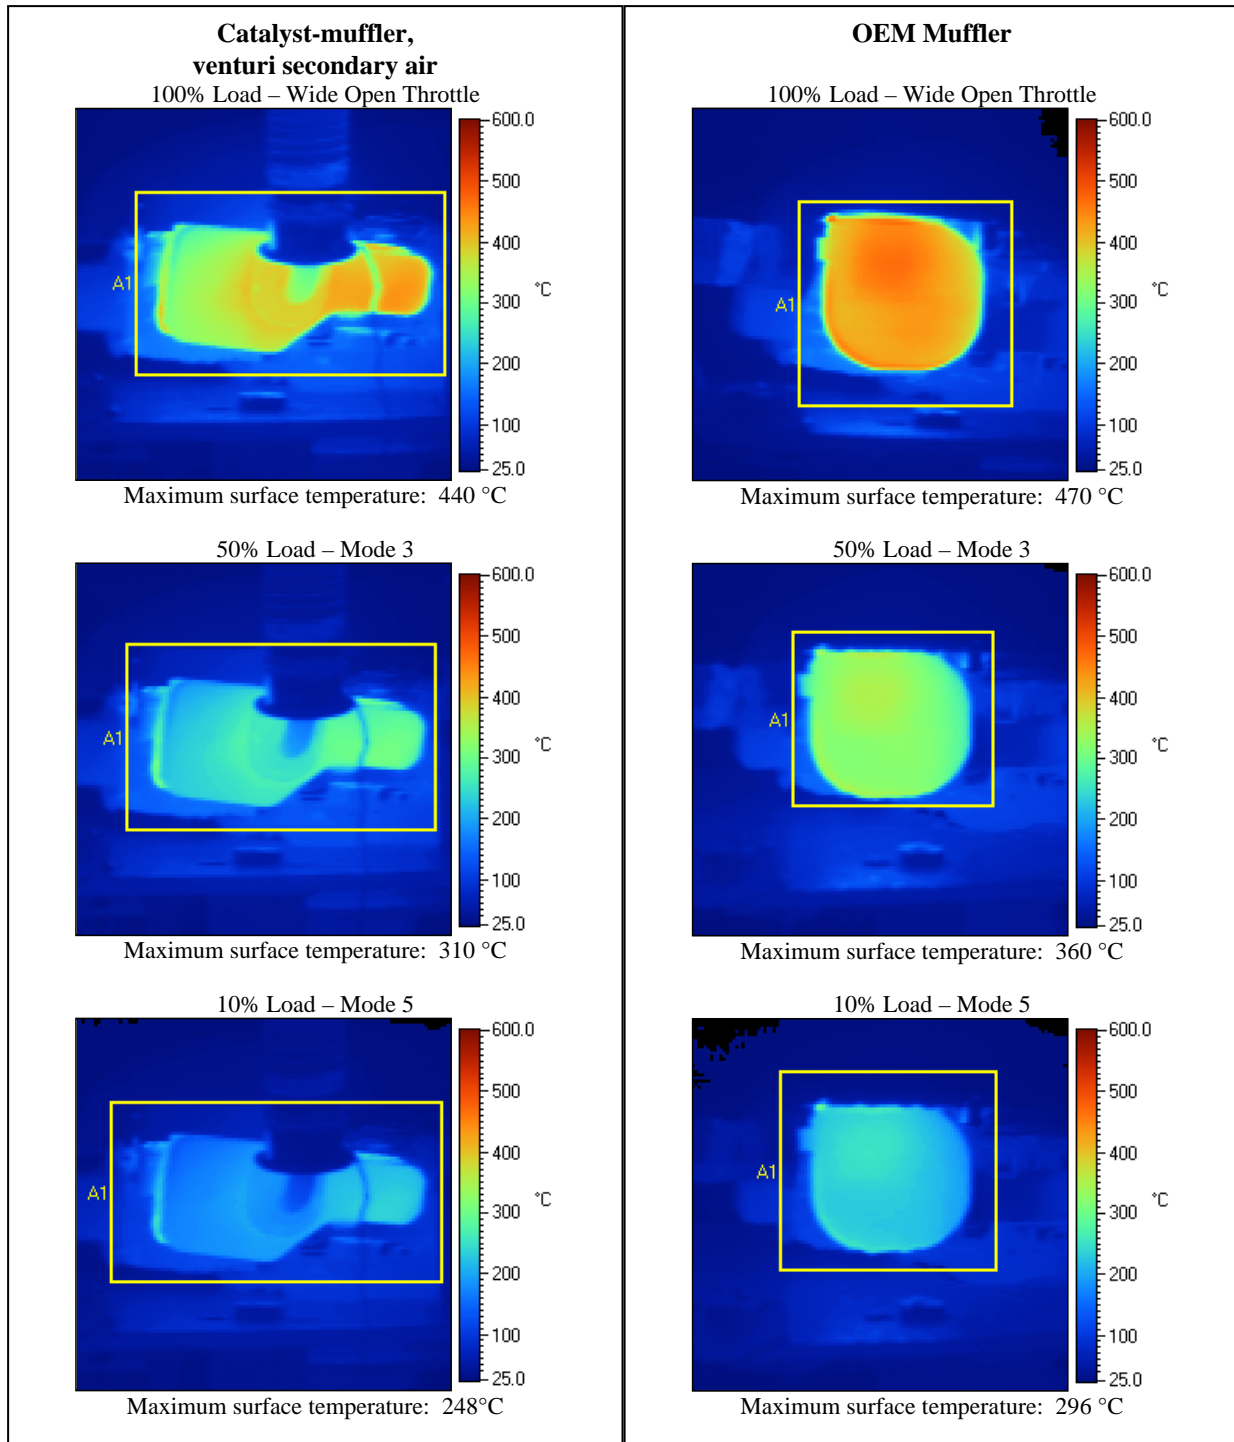 Catalyst-muffler,
venturi secondary air
100% Load – Wide Open Throttle
A1
600.0
500
400
300
°C
200
100
25.0
Maximum surface temperature: 440 °C
50% Load – Mode 3
A1
600.0
500
400
300
°C
200
100
25.0
Maximum surface temperature: 310 °C
10% Load – Mode 5
A1
600.0
500
400
300
°C
200
100
25.0
Maximum surface temperature: 248°C
OEM Muffler
100% Load – Wide Open Throttle
A1
600.0
500
400
300
°C
200
100
25.0
Maximum surface temperature: 470 °C
50% Load – Mode 3
A1
600.0
500
400
300
°C
200
100
25.0
Maximum surface temperature: 360 °C
10% Load – Mode 5
A1
600.0
500
400
300
°C
200
100
25.0
Maximum surface temperature: 296 °C